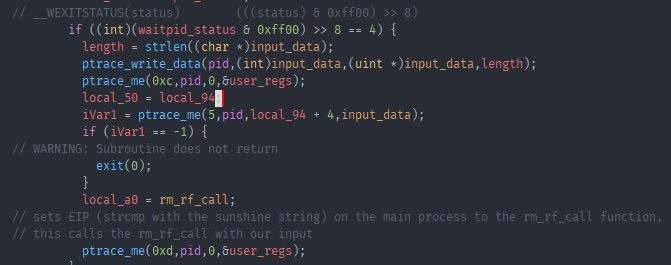 // __WEXITSTATUS(status) (((status) & 0xff00) >> 8)
if ((int)(waitpid_status & 0xff00) >> 8 == 4) {
length = strlen((char *)input_data);
ptrace_write_data(pid,(int)input_data,(uint *)input_data,length);
ptrace_me(0xc,pid,0,&user_regs);
local_50 = local_94;
iVar1 = ptrace_me(5,pid,local_94 + 4,input_data);
if (iVar1 == -1) {
// WARNING: Subroutine does not return
exit(0);
}
local_a0 = rm_rf_call;
// sets EIP (strcmp with the sunshine string) on the main process to the rm_rf_call function,
// this calls the rm_rf_call with our input
ptrace_me(0xd,pid,0,&user_regs);